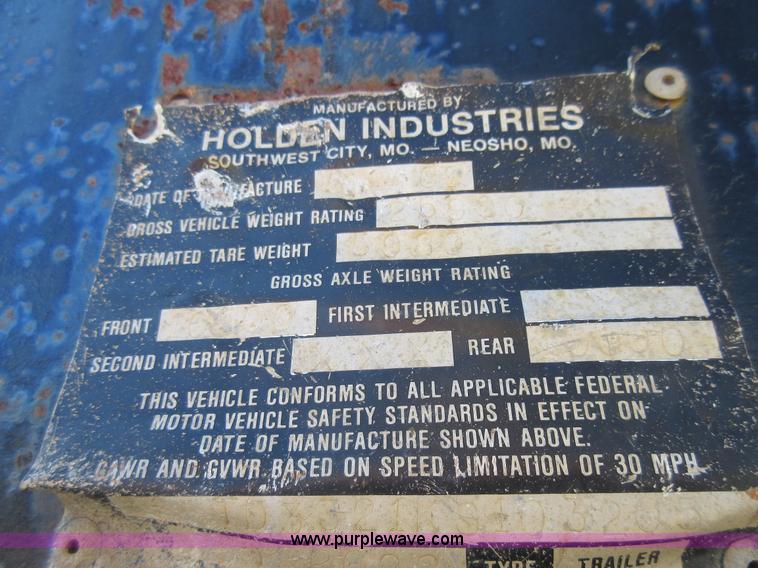 MANUFACTURED BY
HOLDEN INDUSTRIES
SOUTHWEST CITY, MO. — NEOSHO, MO.
DATE OF MANUFACTURE
GROSS VEHICLE WEIGHT RATING
ESTIMATED TARE WEIGHT
GROSS AXLE WEIGHT RATING
FRONT FIRST INTERMEDIATE
SECOND INTERMEDIATE REAR
THIS VEHICLE CONFORMS TO ALL APPLICABLE FEDERAL
MOTOR VEHICLE SAFETY STANDARDS IN EFFECT ON
DATE OF MANUFACTURE SHOWN ABOVE.
GAWR AND GVWR BASED ON SPEED LIMITATION OF 30 MPH
www.purplewave.com
TYPE TRAILER